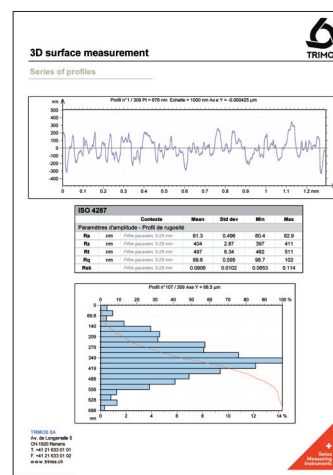 TRIMOS
3D surface measurement
Series of profiles
Profil n°1 / 309 Pt = 676 nm Echelle = 1000 nm Axe Y = -0.000425 µm
nm
500
400
300
200
100
0
-100
-200
-300
-400
0 0.1 0.2 0.3 0.4 0.5 0.6 0.7 0.8 0.9 1 1.1 1.2 mm
ISO 4287
Contexte Mean Std dev Min Max
Paramètres d'amplitude - Profil de rugosité
Ra nm Filtre gaussien, 0.25 mm 81.3 0.496 80.4 82.9
Rz nm Filtre gaussien, 0.25 mm 404 2.87 397 411
Rt nm Filtre gaussien, 0.25 mm 497 6.34 482 511
Rq nm Filtre gaussien, 0.25 mm 99.6 0.595 98.7 102
Rsk Filtre gaussien, 0.25 mm 0.0906 0.0102 0.0653 0.114
Profil n°107 / 309 Axe Y = 68.5 µm
0 10 20 30 40 50 60 70 80 90 100 %
0
69.8
140
209
279
349
419
488
558
628
698
nm
0 2 4 6 8 10 12 14 %
TRIMOS SA
Av. de Longemalle 5
CH-1020 Renens
T. +41 21 633 01 01
F. +41 21 633 01 02
www.trimos.ch
Swiss
Measuring
Instruments